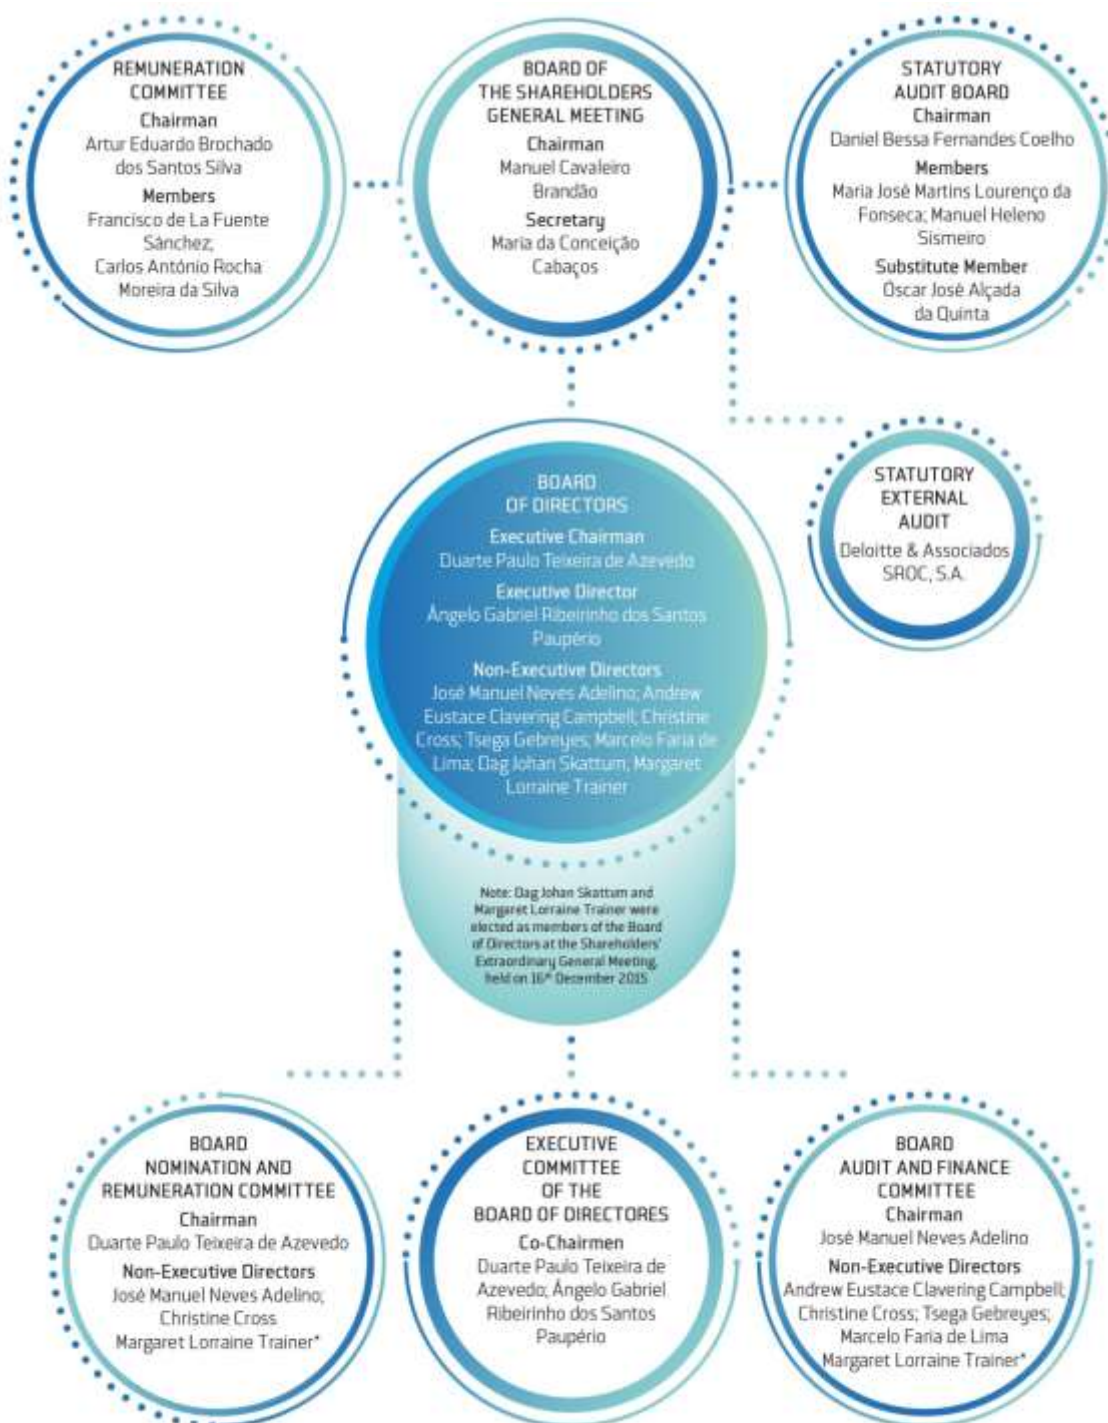 REMUNERATION
COMMITTEE
Chairman
Artur Eduardo Brochado
dos Santos Silva
Members
Francisco de La Fuente
Sánchez;
Carlos António Rocha
Moreira da Silva
BOARD OF
THE SHAREHOLDERS
GENERAL MEETING
Chairman
Manuel Cavaleiro
Brandão
Secretary
Maria da Conceição
Cabaços
STATUTORY
AUDIT BOARD
Chairman
Daniel Bessa Fernandes Coelho
Members
Maria José Martins Lourenço da
Fonseca; Manuel Heleno
Sismeiro
Substitute Member
Óscar José Alçada
da Quinta
STATUTORY
EXTERNAL
AUDIT
Deloitte & Associados
SROC, S.A.
BOARD
OF DIRECTORS
Executive Chairman
Duarte Paulo Teixeira de Azevedo
Executive Director
Ângelo Gabriel Ribeirinho dos Santos
Paupério
Non-Executive Directors
José Manuel Neves Adelino; Andrew
Eustace Clavering Campbell; Christine
Cross; Tsega Gebreyes; Marcelo Faria de
Lima; Dag Johan Skattum; Margaret
Lorraine Trainer
Note: Dag Johan Skattum and
Margaret Lorraine Trainer were
elected as members of the Board
of Directors at the Shareholders'
Extraordinary General Meeting,
held on 16th December 2015
BOARD
NOMINATION AND
REMUNERATION COMMITTEE
Chairman
Duarte Paulo Teixeira de Azevedo
Non-Executive Directors
José Manuel Neves Adelino;
Christine Cross
Margaret Lorraine Trainer*
EXECUTIVE
COMMITTEE
OF THE
BOARD OF DIRECTORES
Co-Chairmen
Duarte Paulo Teixeira de
Azevedo; Ângelo Gabriel
Ribeirinho dos Santos
Paupério
BOARD
AUDIT AND FINANCE
COMMITTEE
Chairman
José Manuel Neves Adelino
Non-Executive Directors
Andrew Eustace Clavering Campbell;
Christine Cross; Tsega Gebreyes;
Marcelo Faria de Lima
Margaret Lorraine Trainer*